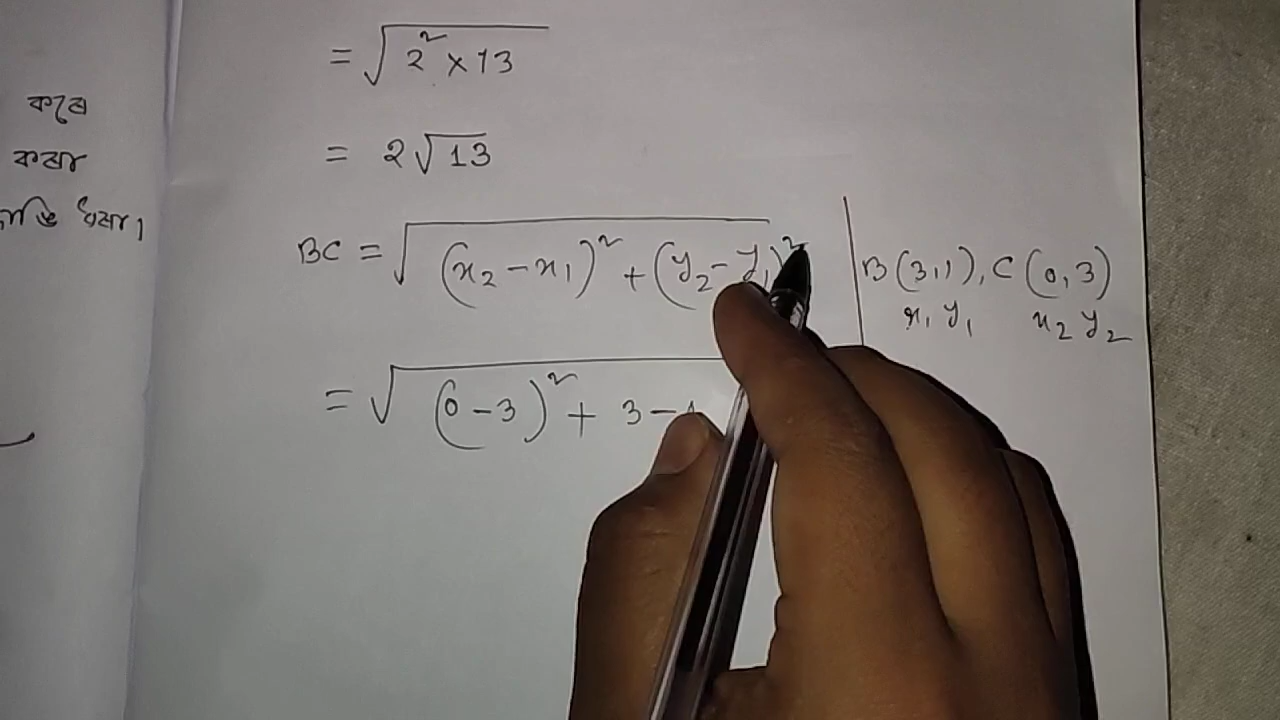 = √(2² × 13)
= 2√13
করে
করার
ধরার।
BC = √((x₂ - x₁)² + (y₂ - y₁)²)
B (3,1), C (0,3)
x₁ y₁ x₂ y₂
= √((0 - 3)² + 3 -